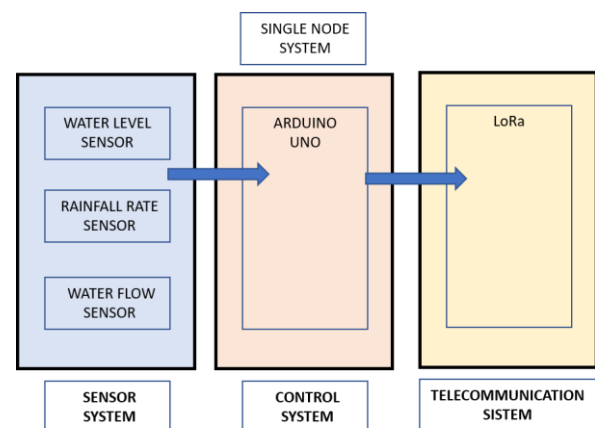 SINGLE NODE
SYSTEM
WATER LEVEL
SENSOR
RAINFALL RATE
SENSOR
WATER FLOW
SENSOR
ARDUINO
UNO
LoRa
SENSOR
SYSTEM
CONTROL
SYSTEM
TELECOMMUNICATION
SISTEM